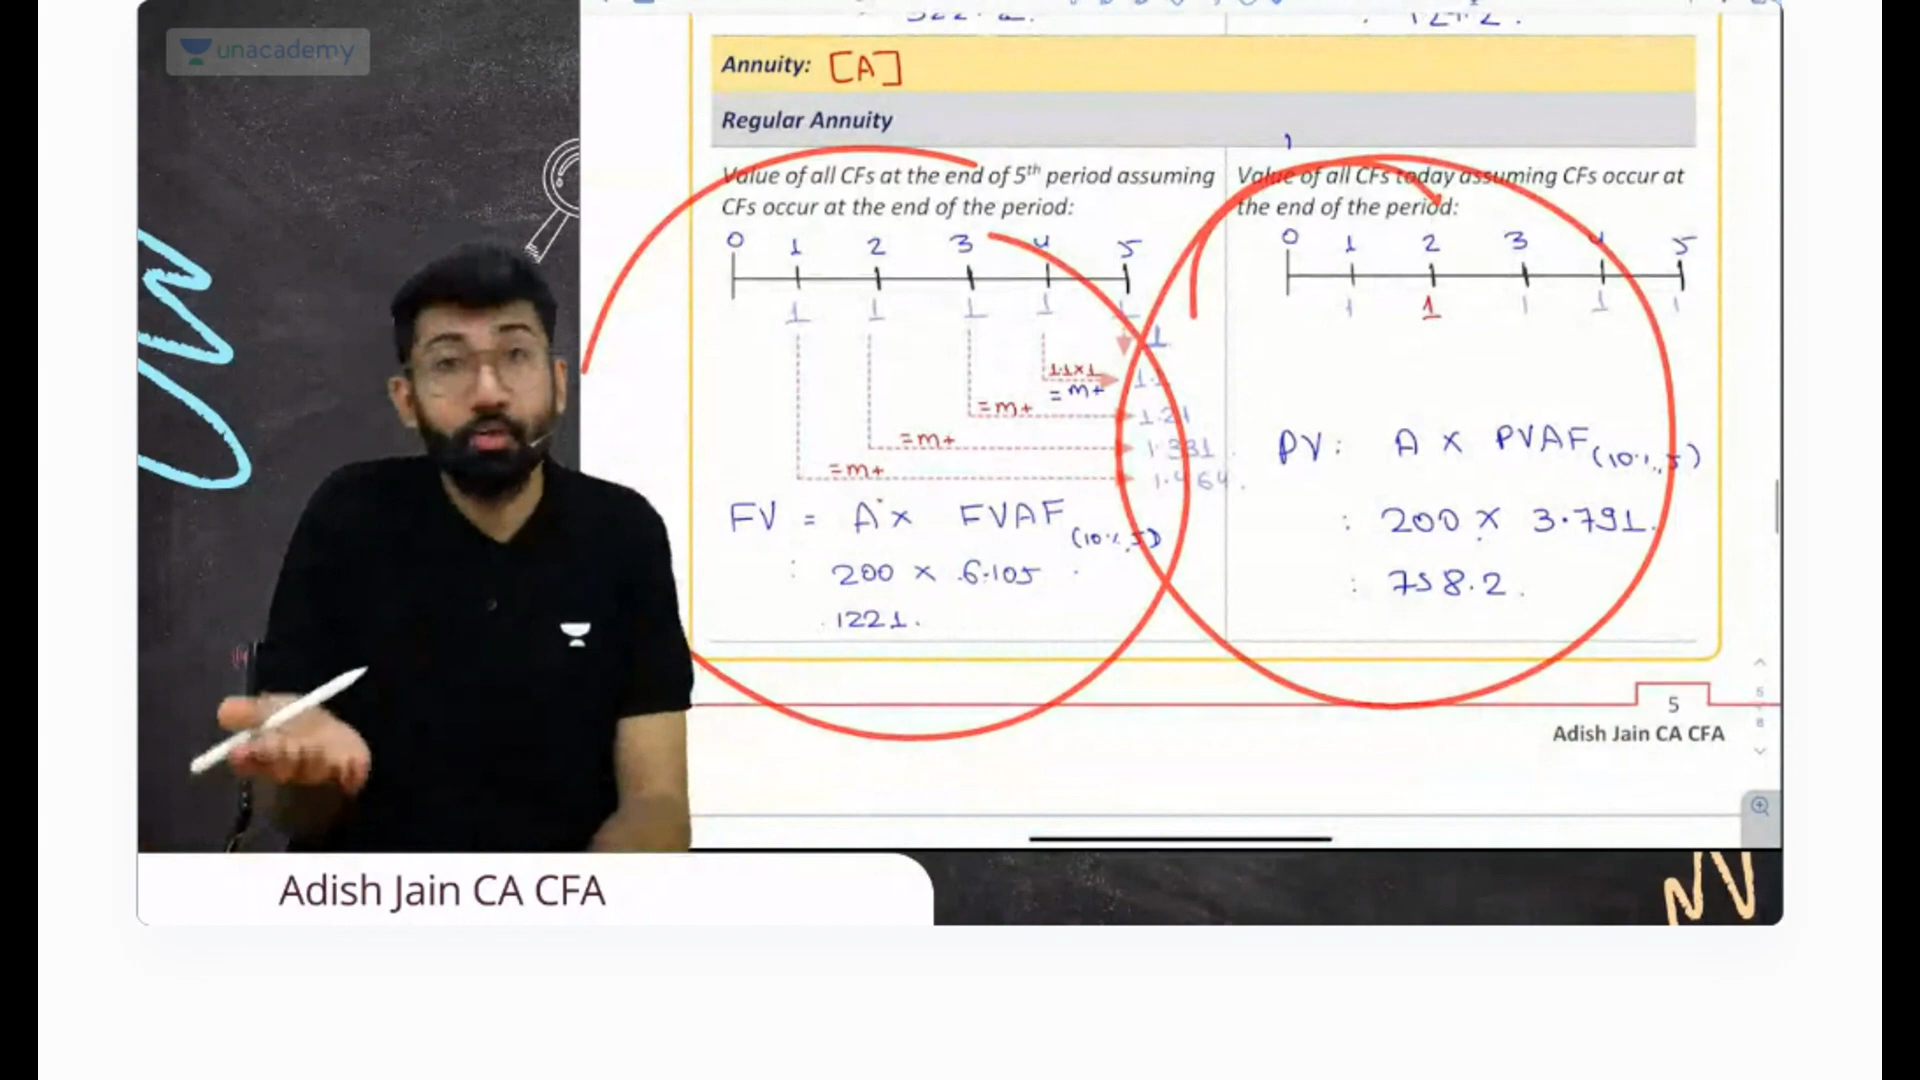 unacademy
Annuity: [A]
Regular Annuity
Value of all CFs at the end of 5th period assuming
CFs occur at the end of the period:
0 1 2 3 4 5
1 1 1 1 1
1
1.1×1
= m+
= m+ 1.21
= m+ 1.331
= m+ 1.464.
FV = A × FVAF (10%, 5)
: 200 × 6.105
1221.
Value of all CFs today assuming CFs occur at
the end of the period:
0 1 2 3 4 5
1 1 1 1 1
PV: A × PVAF (10%, 5)
: 200 × 3.791.
: 758.2.
5
Adish Jain CA CFA
Adish Jain CA CFA